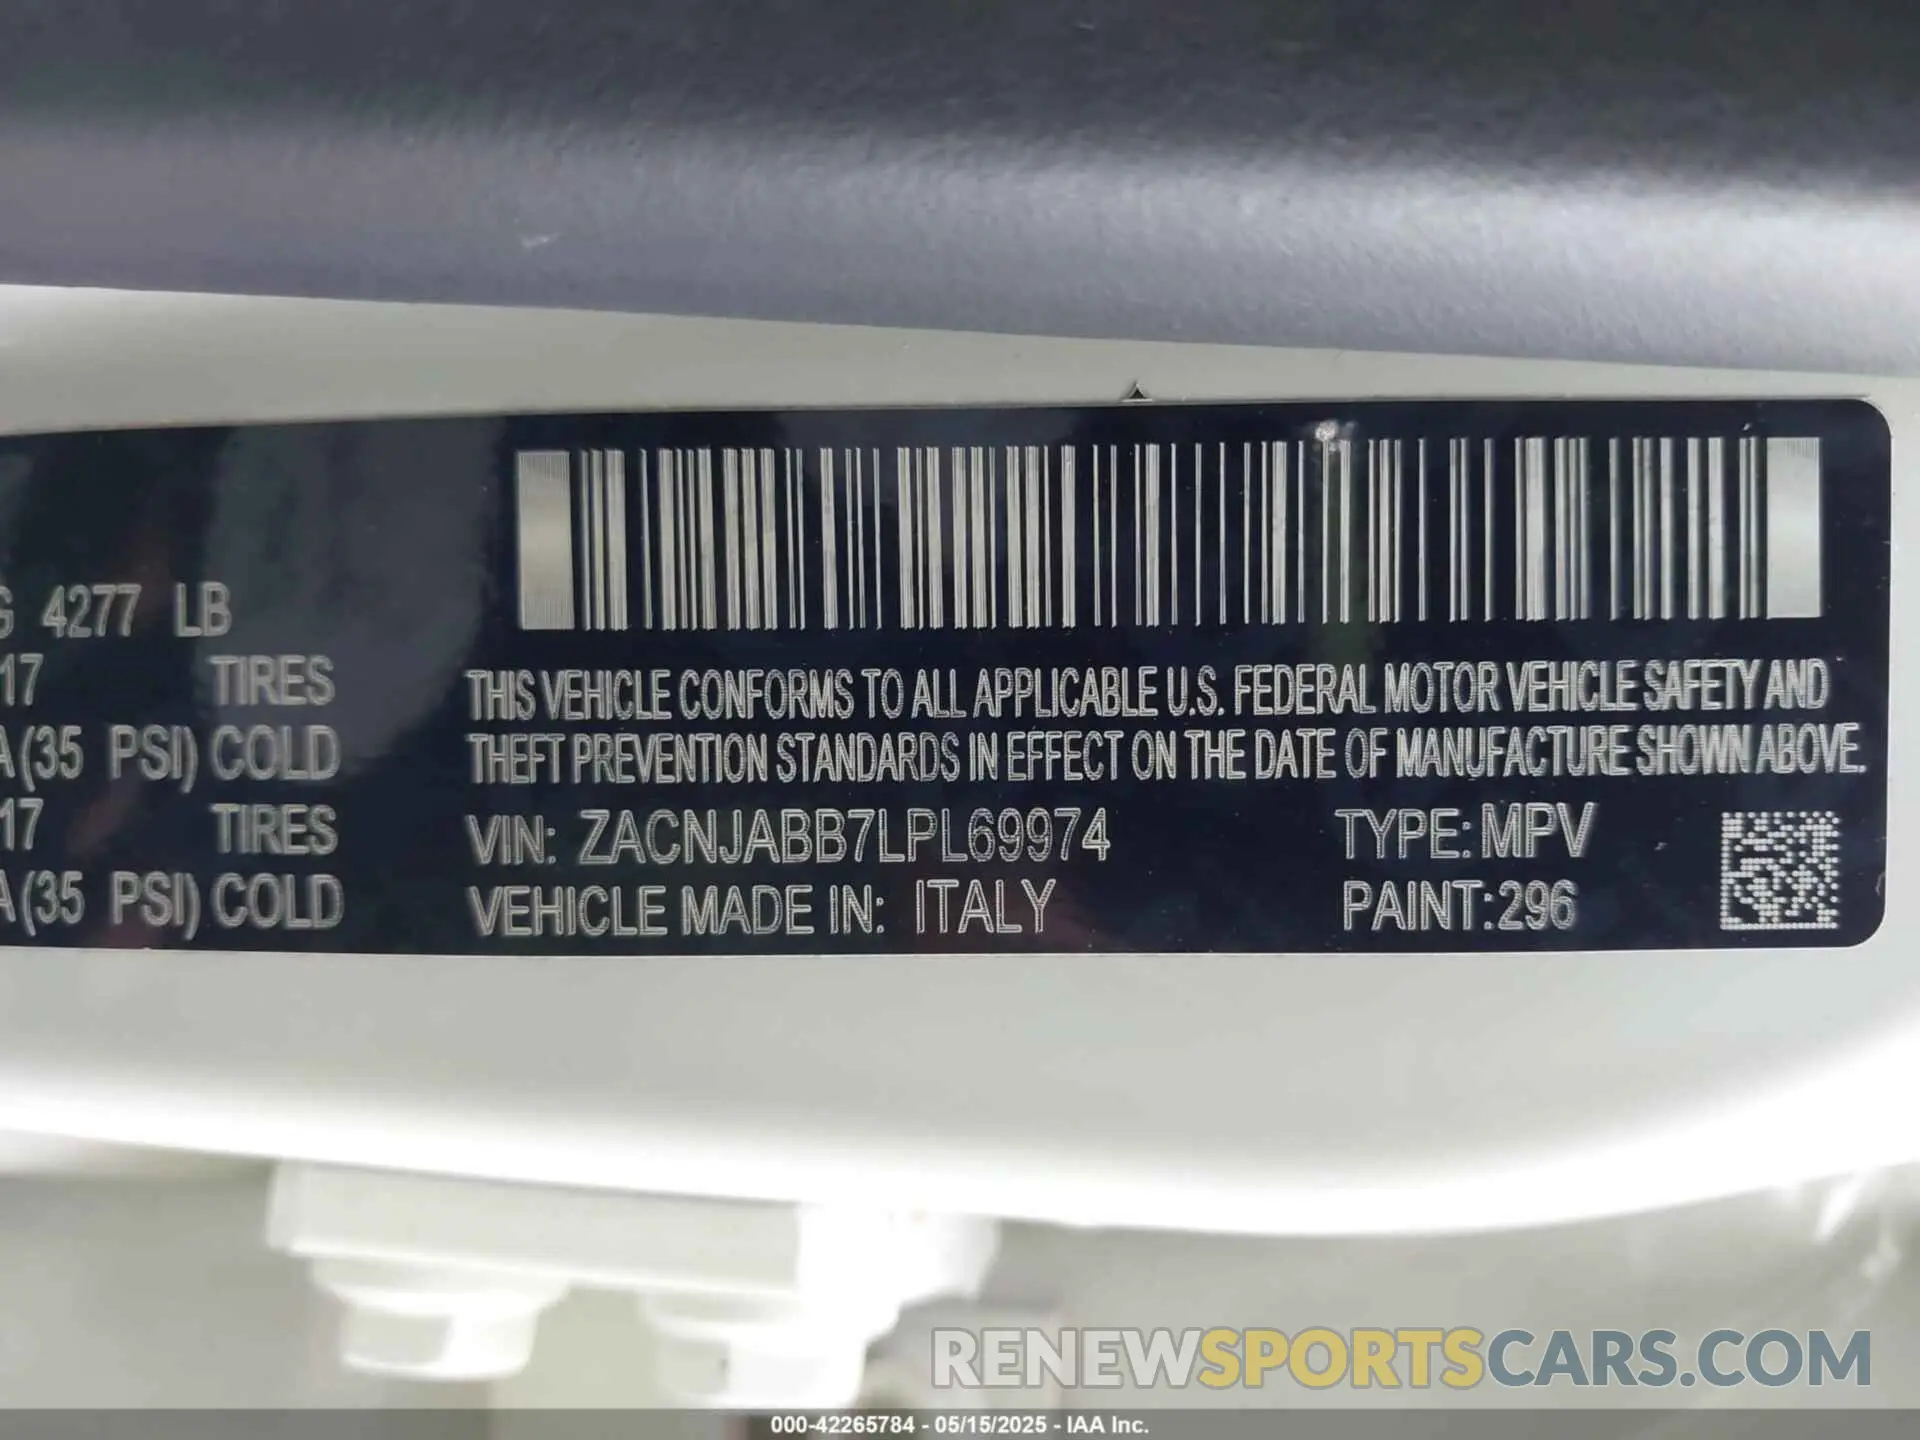 G 4277 LB
17 TIRES
A(35 PSI) COLD
17 TIRES
A(35 PSI) COLD
THIS VEHICLE CONFORMS TO ALL APPLICABLE U.S. FEDERAL MOTOR VEHICLE SAFETY AND
THEFT PREVENTION STANDARDS IN EFFECT ON THE DATE OF MANUFACTURE SHOWN ABOVE.
VIN: ZACNJABB7LPL69974 TYPE: MPV
VEHICLE MADE IN: ITALY PAINT:296
RENEWSPORTSCARS.COM
000-42265784 - 05/15/2025 - IAA Inc.